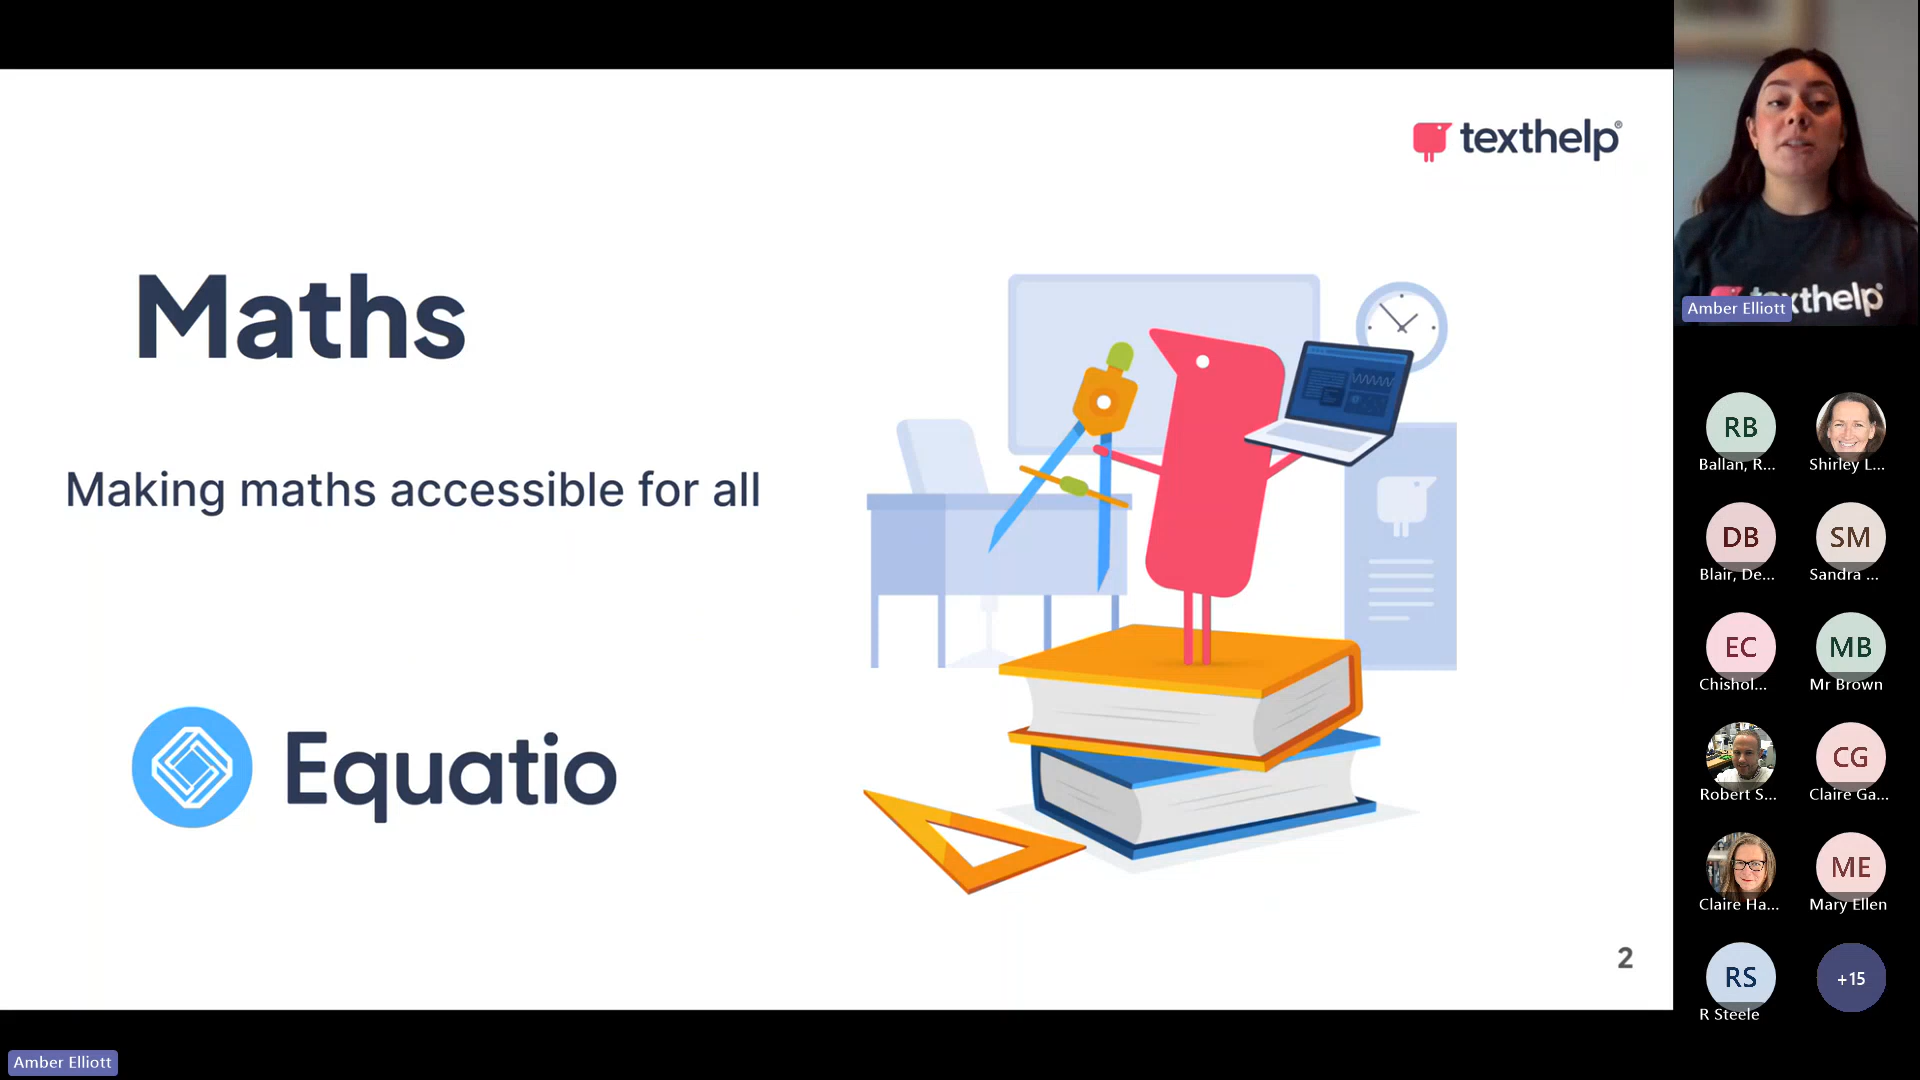 texthelp®
Maths
Making maths accessible for all
Equatio
2
Amber Elliott
texthelp®
Amber Elliott
RB
Ballan, R...
Shirley L...
DB
Blair, De...
SM
Sandra ...
EC
Chishol...
MB
Mr Brown
Robert S...
CG
Claire Ga...
Claire Ha...
ME
Mary Ellen
RS
R Steele
+15